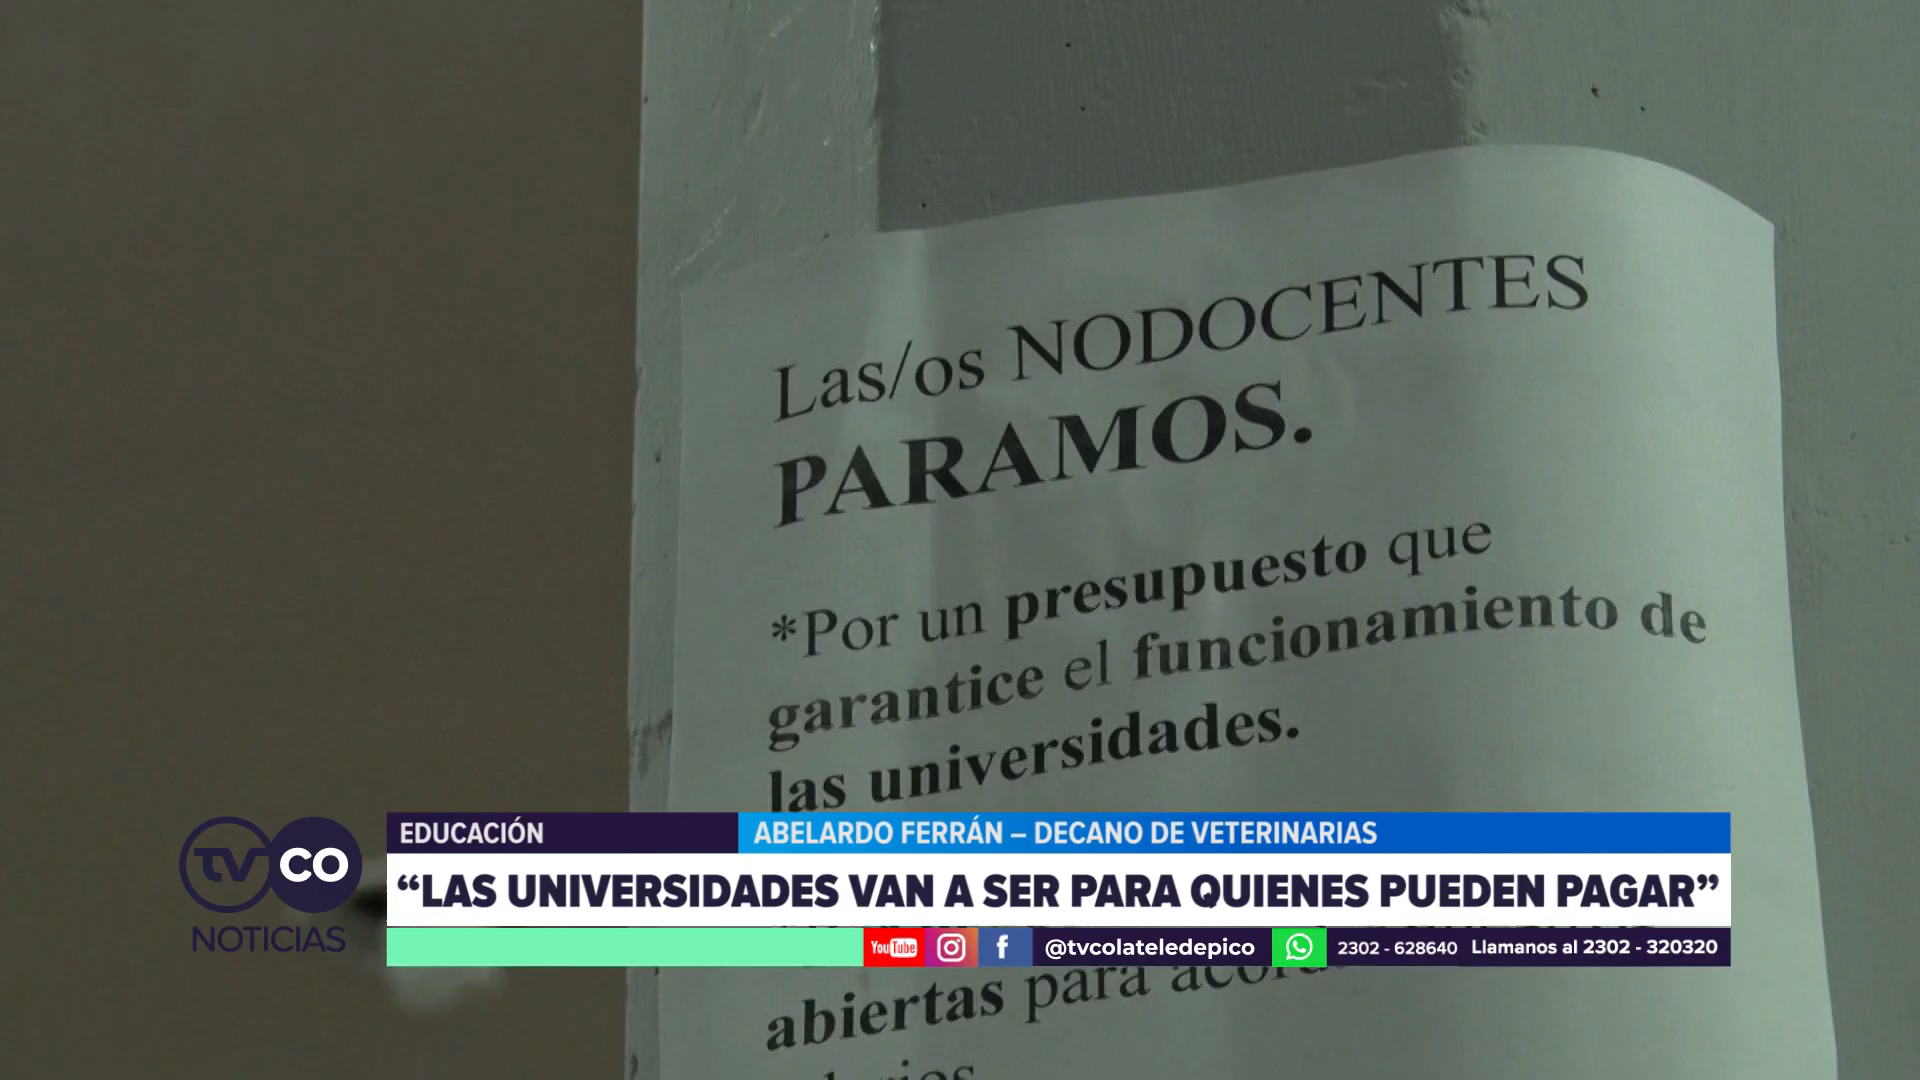 Las/os NODOCENTES
PARAMOS.
*Por un presupuesto que
garantice el funcionamiento de
las universidades.
EDUCACIÓN
ABELARDO FERRÁN – DECANO DE VETERINARIAS
“LAS UNIVERSIDADES VAN A SER PARA QUIENES PUEDEN PAGAR”
TVCO
NOTICIAS
YouTube
@tvcolateledepico
2302 - 628640
Llamanos al 2302 - 320320
abiertas para